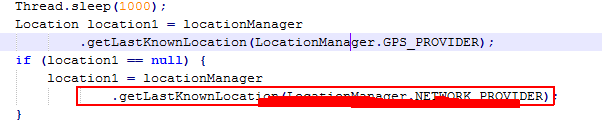 Thread.sleep(1000);
Location location1 = locationManager
.getLastKnownLocation(LocationManager.GPS_PROVIDER);
if (location1 == null) {
location1 = locationManager
.getLastKnownLocation(LocationManager.NETWORK_PROVIDER);
}